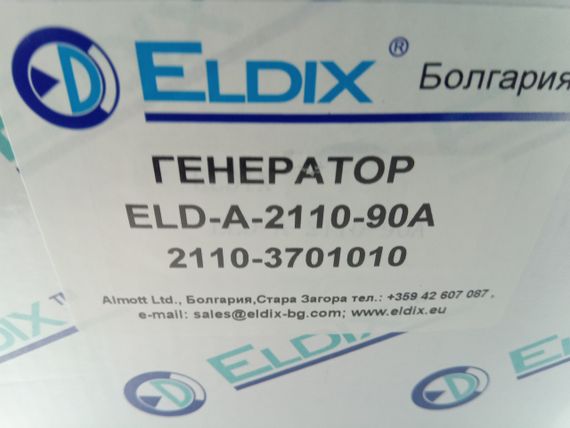 ELDIX ® Болгария
ГЕНЕРАТОР
ELD-A-2110-90A
2110-3701010
Almott Ltd., Болгария,Стара Загора тел.: +359 42 607 087 ,
e-mail: sales@eldix-bg.com; www.eldix.eu
ELDIX
ELDIX
ELDIX